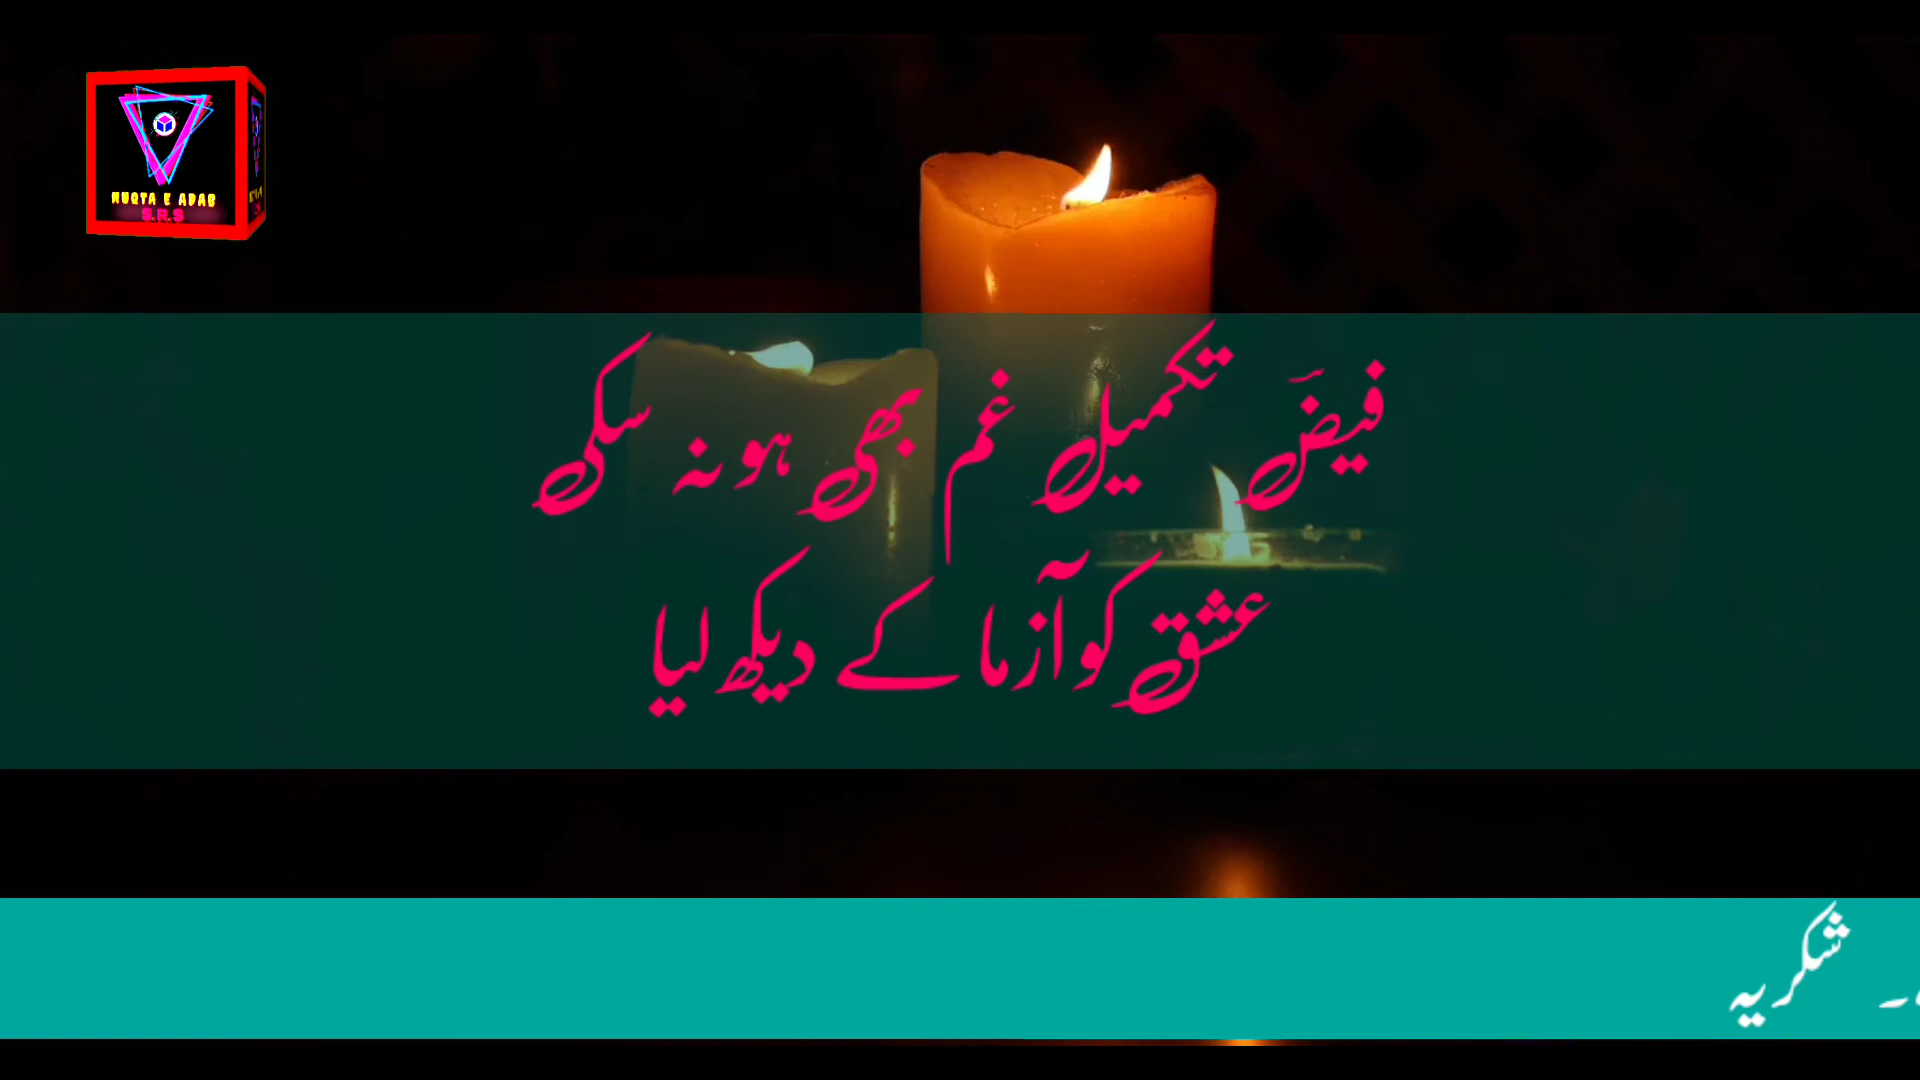 NUQTA E ADAB
S.R.S
فیضؔ تکمیل غم بھی ہو نہ سکی
عشق کو آزما کے دیکھ لیا
۔ شکریہ